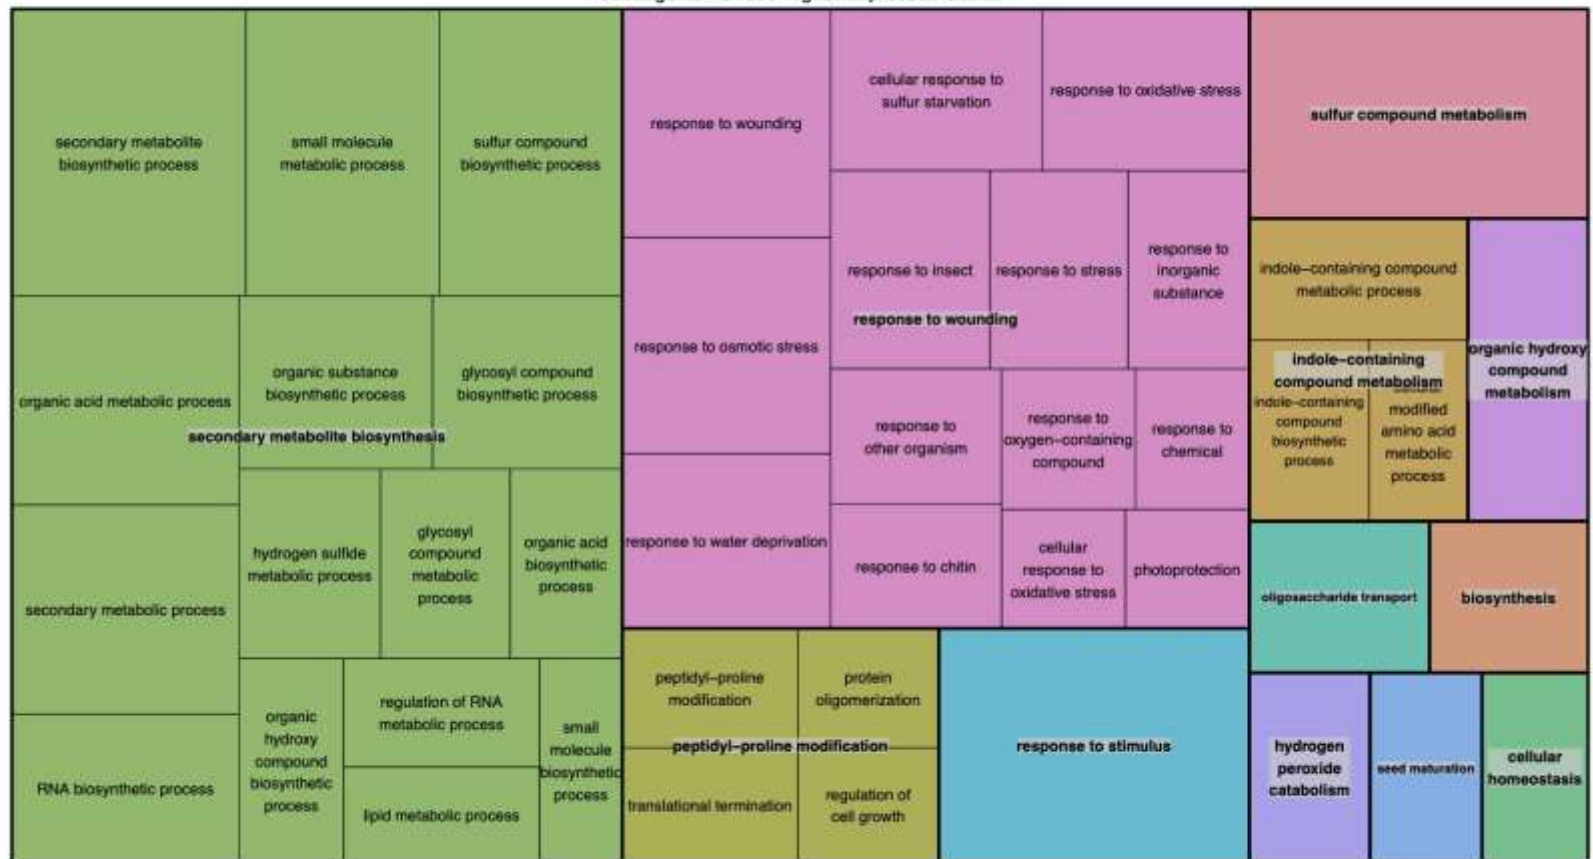 secondary metabolite
biosynthetic process
small molecule
metabolic process
sulfur compound
biosynthetic process
organic acid metabolic process
organic substance
biosynthetic process
glycosyl compound
biosynthetic process
secondary metabolite biosynthesis
secondary metabolic process
hydrogen sulfide
metabolic process
glycosyl
compound
metabolic
process
organic acid
biosynthetic
process
RNA biosynthetic process
organic
hydroxy
compound
biosynthetic
process
regulation of RNA
metabolic process
lipid metabolic process
small
molecule
biosynthetic
process
response to wounding
cellular response to
sulfur starvation
response to oxidative stress
response to osmotic stress
response to insect
response to stress
response to
inorganic
substance
response to wounding
response to water deprivation
response to
other organism
response to
oxygen–containing
compound
response to
chemical
response to chitin
cellular
response to
oxidative stress
photoprotection
peptidyl–proline
modification
protein
oligomerization
peptidyl–proline modification
translational termination
regulation of
cell growth
response to stimulus
sulfur compound metabolism
indole–containing compound
metabolic process
indole–containing
compound metabolism
indole–containing
compound
biosynthetic
process
modified
amino acid
metabolic
process
organic hydroxy
compound
metabolism
oligosaccharide transport
biosynthesis
hydrogen
peroxide
catabolism
seed maturation
cellular
homeostasis